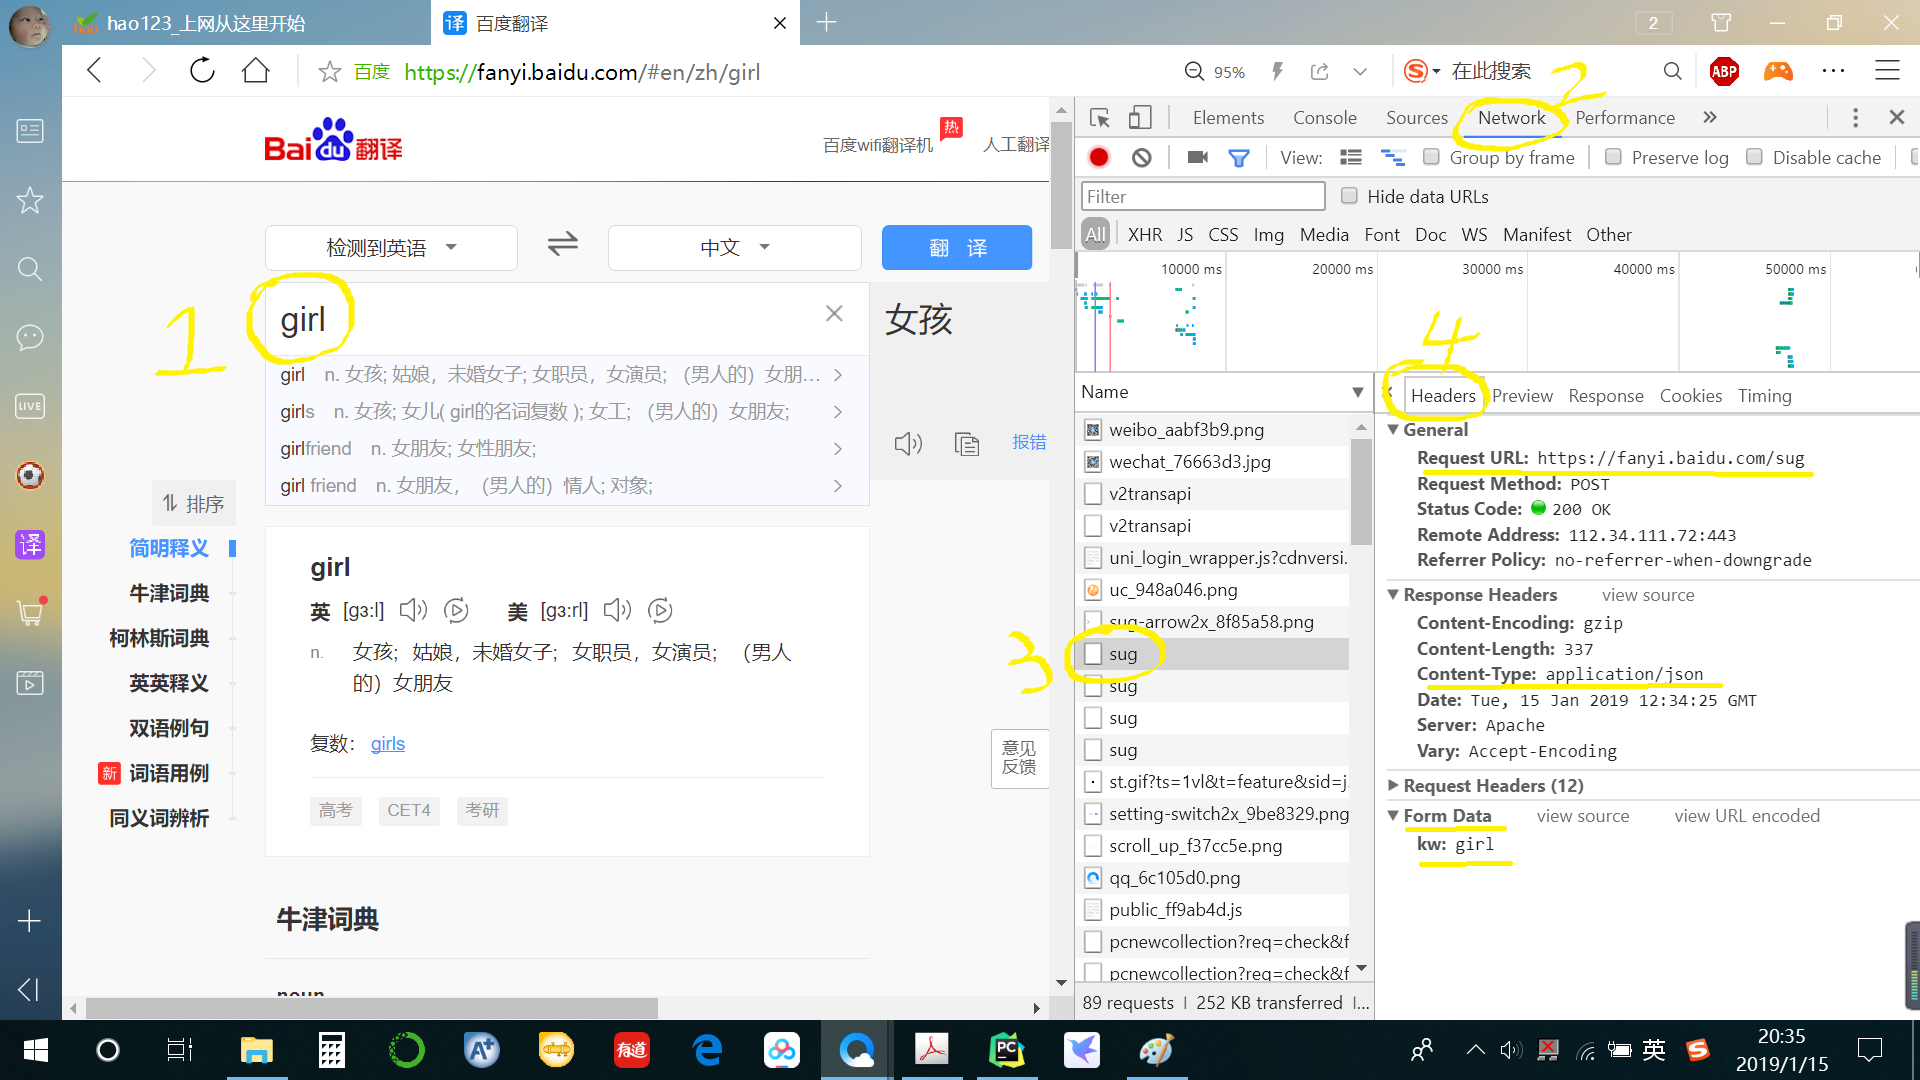 hao123_上网从这里开始
译 百度翻译
2
百度 https://fanyi.baidu.com/#en/zh/girl
95%
在此搜索
ABP
2
Bai du 翻译
百度wifi翻译机 热
人工翻译
检测到英语
中文
翻 译
1
girl
女孩
girl n. 女孩; 姑娘，未婚女子; 女职员，女演员; （男人的）女朋…
girls n. 女孩; 女儿( girl的名词复数 ); 女工; （男人的）女朋友;
girlfriend n. 女朋友; 女性朋友;
girl friend n. 女朋友，（男人的）情人; 对象;
报错
LIVE
译
排序
简明释义
牛津词典
柯林斯词典
英英释义
双语例句
新 词语用例
同义词辨析
girl
英 [gɜːl] 美 [gɜːrl]
n. 女孩；姑娘，未婚女子；女职员，女演员；（男人
的）女朋友
复数： girls
高考 CET4 考研
意见
反馈
牛津词典
noun
Elements Console Sources Network Performance
View: Group by frame Preserve log Disable cache
Filter Hide data URLs
All XHR JS CSS Img Media Font Doc WS Manifest Other
10000 ms 20000 ms 30000 ms 40000 ms 50000 ms
4
Name
3
weibo_aabf3b9.png
wechat_76663d3.jpg
v2transapi
v2transapi
uni_login_wrapper.js?cdnversi…
uc_948a046.png
sug-arrow2x_8f85a58.png
sug
sug
sug
sug
st.gif?ts=1vl&t=feature&sid=j…
setting-switch2x_9be8329.png
scroll_up_f37cc5e.png
qq_6c105d0.png
public_ff9ab4d.js
pcnewcollection?req=check&f
pcnewcollection?req=check&f
89 requests | 252 KB transferred |…
Headers Preview Response Cookies Timing
General
Request URL: https://fanyi.baidu.com/sug
Request Method: POST
Status Code: 200 OK
Remote Address: 112.34.111.72:443
Referrer Policy: no-referrer-when-downgrade
Response Headers view source
Content-Encoding: gzip
Content-Length: 337
Content-Type: application/json
Date: Tue, 15 Jan 2019 12:34:25 GMT
Server: Apache
Vary: Accept-Encoding
Request Headers (12)
Form Data view source view URL encoded
kw: girl
A+
有道
PC
英
20:35
2019/1/15